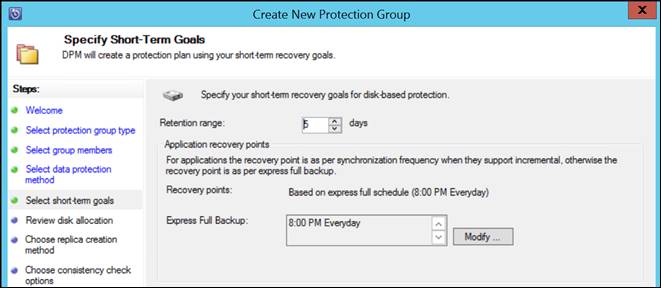 Create New Protection Group
X
Specify Short-Term Goals
DPM will create a protection plan using your short-term recovery goals.
Steps:
Welcome
Select protection group type
Select group members
Select data protection
method
Select short-term goals
Review disk allocation
Choose replica creation
method
Choose consistency check
options
Specify your short-term recovery goals for disk-based protection.
Retention range: 5 days
Application recovery points
For applications the recovery point is as per synchronization frequency when they support incremental, otherwise the
recovery point is as per express full backup.
Recovery points: Based on express full schedule (8:00 PM Everyday)
Express Full Backup: 8:00 PM Everyday
Modify ...